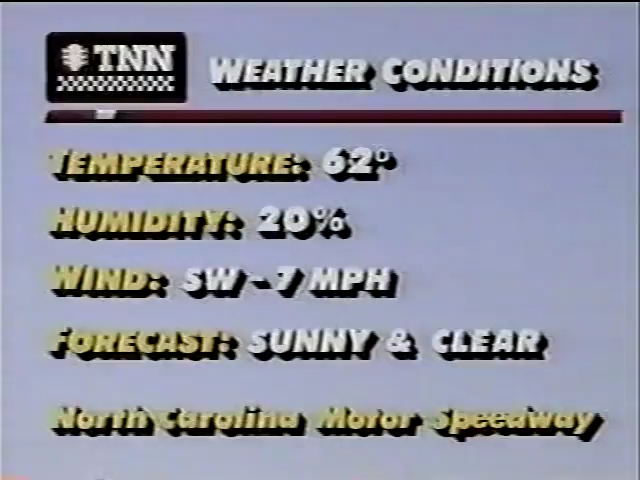 TNN
WEATHER CONDITIONS
TEMPERATURE: 62°
HUMIDITY: 20%
WIND: SW - 7 MPH
FORECAST: SUNNY & CLEAR
North Carolina Motor Speedway